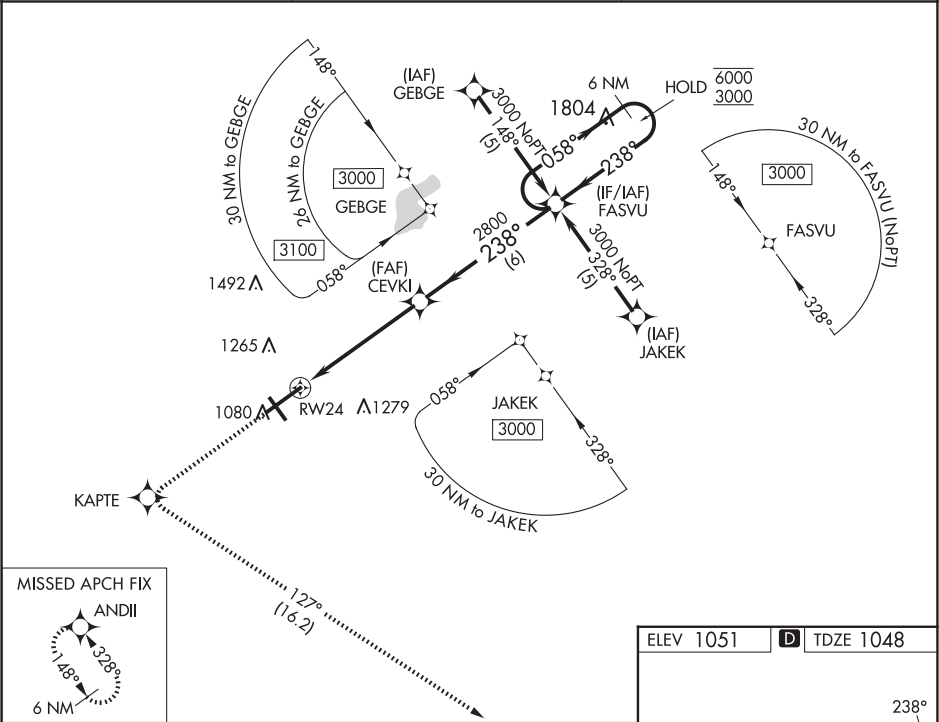 148°
30 NM to GEBGE
26 NM to GEBGE
3000
GEBGE
3100
058°
(IAF)
GEBGE
3000 NoPT
148°
(5)
6 NM
1804
HOLD
6000
3000
058°
238°
(IF/IAF)
FASVU
30 NM to FASVU (NoPT)
3000
148°
FASVU
328°
2800
238°
(6)
(FAF)
CEVKI
3000 NoPT
328°
(5)
(IAF)
JAKEK
1492
1265
1080
RW24
1279
058°
JAKEK
3000
328°
30 NM to JAKEK
KAPTE
127°
(16.2)
MISSED APCH FIX
ANDII
148°
328°
6 NM
ELEV 1051
D
TDZE 1048
238°